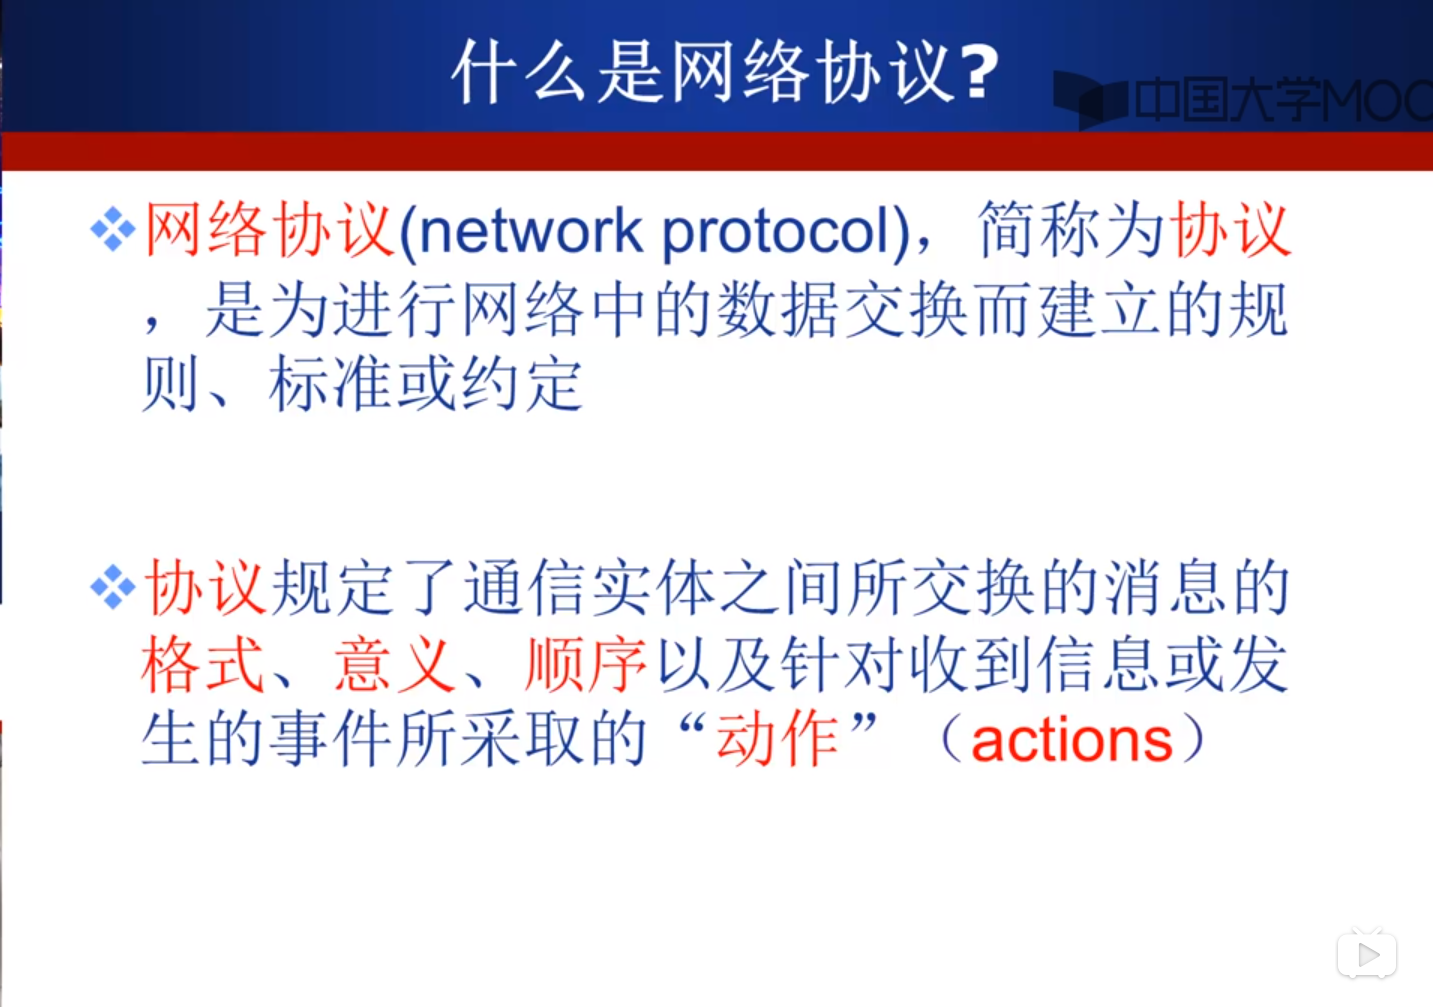 什么是网络协议?
中国大学MOO
网络协议(network protocol)，简称为协议
，是为进行网络中的数据交换而建立的规
则、标准或约定
协议规定了通信实体之间所交换的消息的
格式、意义、顺序以及针对收到信息或发
生的事件所采取的“动作”（actions）